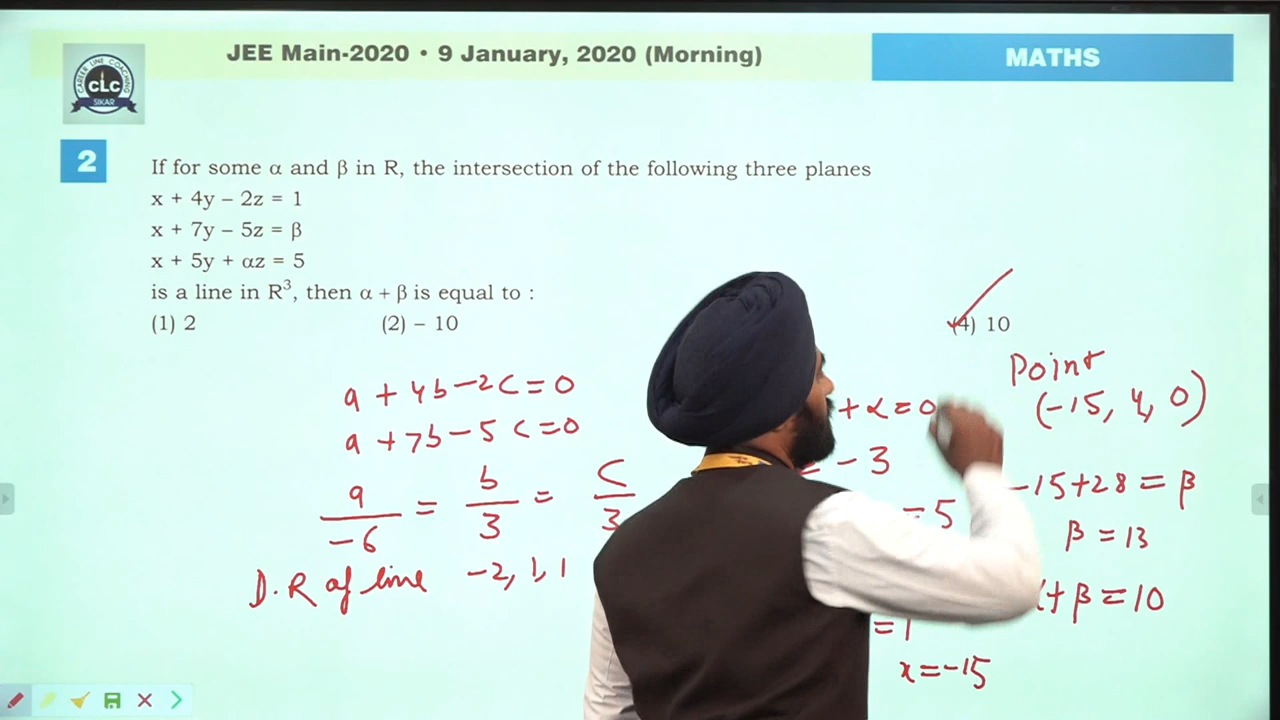 JEE Main-2020 • 9 January, 2020 (Morning)
MATHS
CAREER LINE COACHING
CLC
SIKAR
2
If for some α and β in R, the intersection of the following three planes
x + 4y – 2z = 1
x + 7y – 5z = β
x + 5y + αz = 5
is a line in R³, then α + β is equal to :
(1) 2
(2) – 10
(4) 10
a + 4b - 2c = 0
a + 7b - 5c = 0
a/-6 = b/3 = c/3
D.R of line -2, 1, 1
+ α = 0
= - 3
= 5
= 1
x = -15
Point
(-15, 4, 0)
-15 + 28 = β
β = 13
+ β = 10